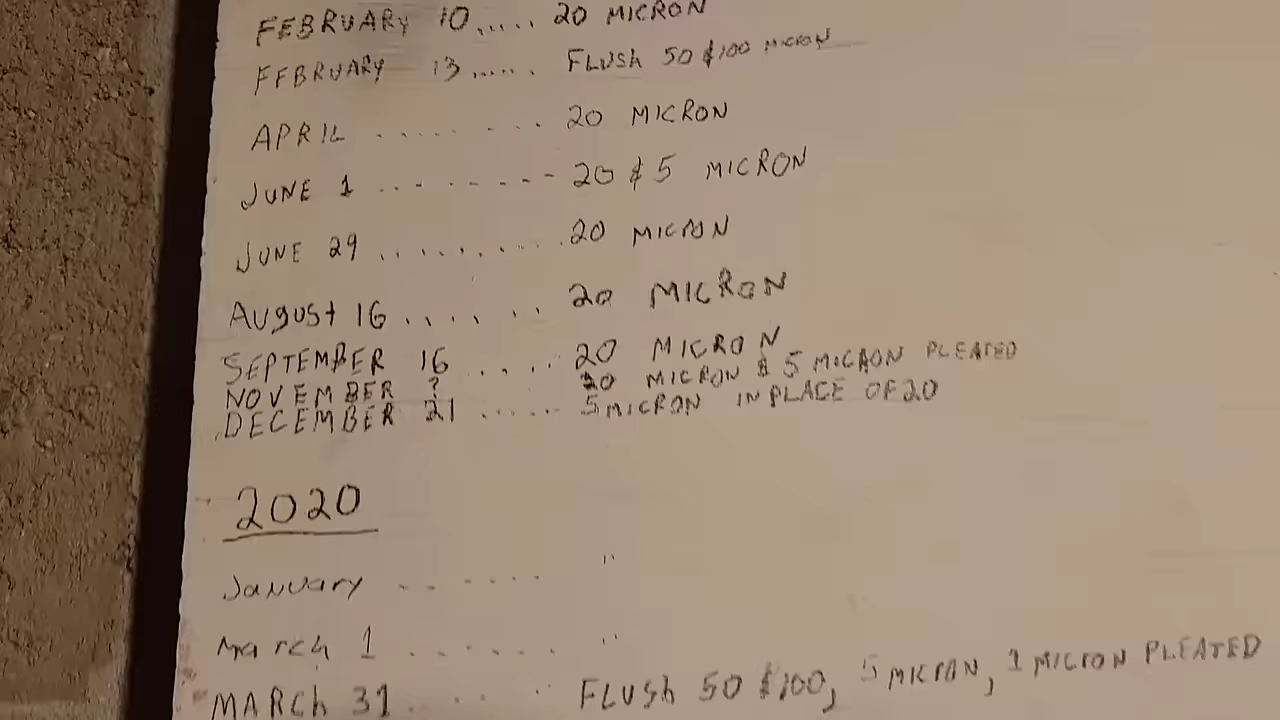 FEBRUARY 10..... 20 MICRON
FEBRUARY 13..... FLUSH 50 & 100 MICRON
APRIL ......... 20 MICRON
JUNE 1 --------- 20 & 5 MICRON
JUNE 29 .......... 20 MICRON
AUGUST 16 ...... 20 MICRON
SEPTEMBER 16 ..... 20 MICRON
NOVEMBER ? 20 MICRON & 5 MICRON PLEATED
DECEMBER 21 ...... 5 MICRON IN PLACE OF 20
2020
January ...... "
March 1 ....... "
MARCH 31 ..... FLUSH 50 & 100, 5 MICRON, 1 MICRON PLEATED